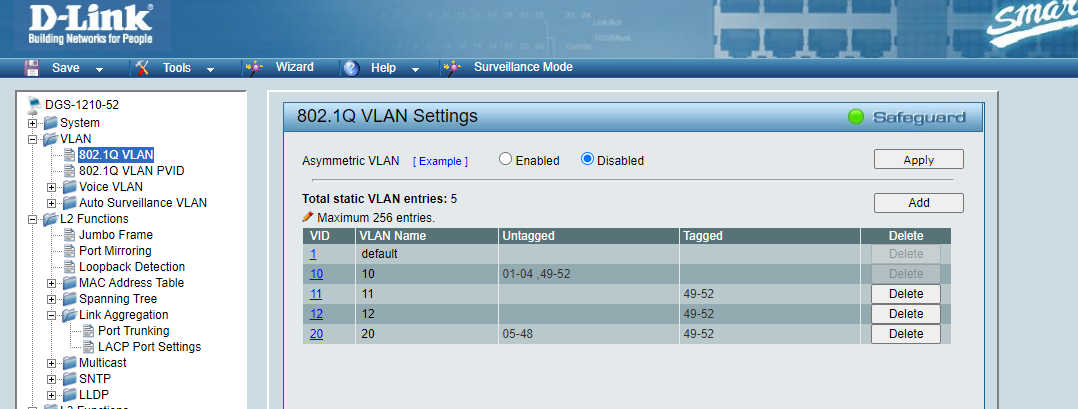 D-Link
Building Networks for People
Smar
Save Tools Wizard Help Surveillance Mode
DGS-1210-52
System
VLAN
802.1Q VLAN
802.1Q VLAN PVID
Voice VLAN
Auto Surveillance VLAN
L2 Functions
Jumbo Frame
Port Mirroring
Loopback Detection
MAC Address Table
Spanning Tree
Link Aggregation
Port Trunking
LACP Port Settings
Multicast
SNTP
LLDP
802.1Q VLAN Settings Safeguard
Asymmetric VLAN [ Example ] Enabled Disabled Apply
Total static VLAN entries: 5 Add
Maximum 256 entries.
VID VLAN Name Untagged Tagged Delete
1 default Delete
10 10 01-04 ,49-52 Delete
11 11 49-52 Delete
12 12 49-52 Delete
20 20 05-48 49-52 Delete